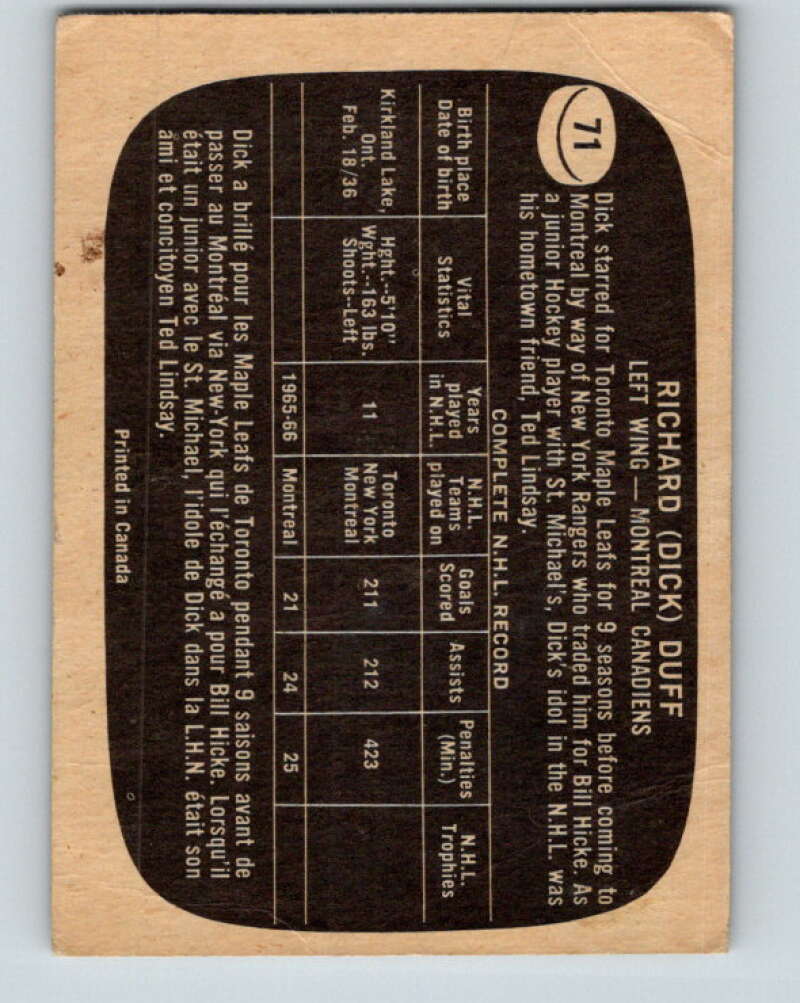 71
RICHARD (DICK) DUFF
LEFT WING — MONTREAL CANADIENS
Dick starred for Toronto Maple Leafs for 9 seasons before coming to
Montreal by way of New York Rangers who traded him for Bill Hicke. As
a junior Hockey player with St. Michael's, Dick's idol in the N.H.L. was
his hometown friend, Ted Lindsay.
COMPLETE N.H.L. RECORD
Birth place
Date of birth
Vital
Statistics
Years
played
in N.H.L.
N.H.L.
Teams
played on
Goals
Scored
Assists
Penalties
(Min.)
N.H.L.
Trophies
Kirkland Lake,
Ont.
Feb. 18/36
Hght.--5'10"
Wght.--163 lbs.
Shoots--Left
11
Toronto
New York
Montreal
211
212
423
1965-66
Montreal
21
24
25
Dick a brillé pour les Maple Leafs de Toronto pendant 9 saisons avant de
passer au Montréal via New-York qui l'échangé a pour Bill Hicke. Lorsqu'il
était un junior avec le St. Michael, l'idole de Dick dans la L.H.N. était son
ami et concitoyen Ted Lindsay.
Printed in Canada